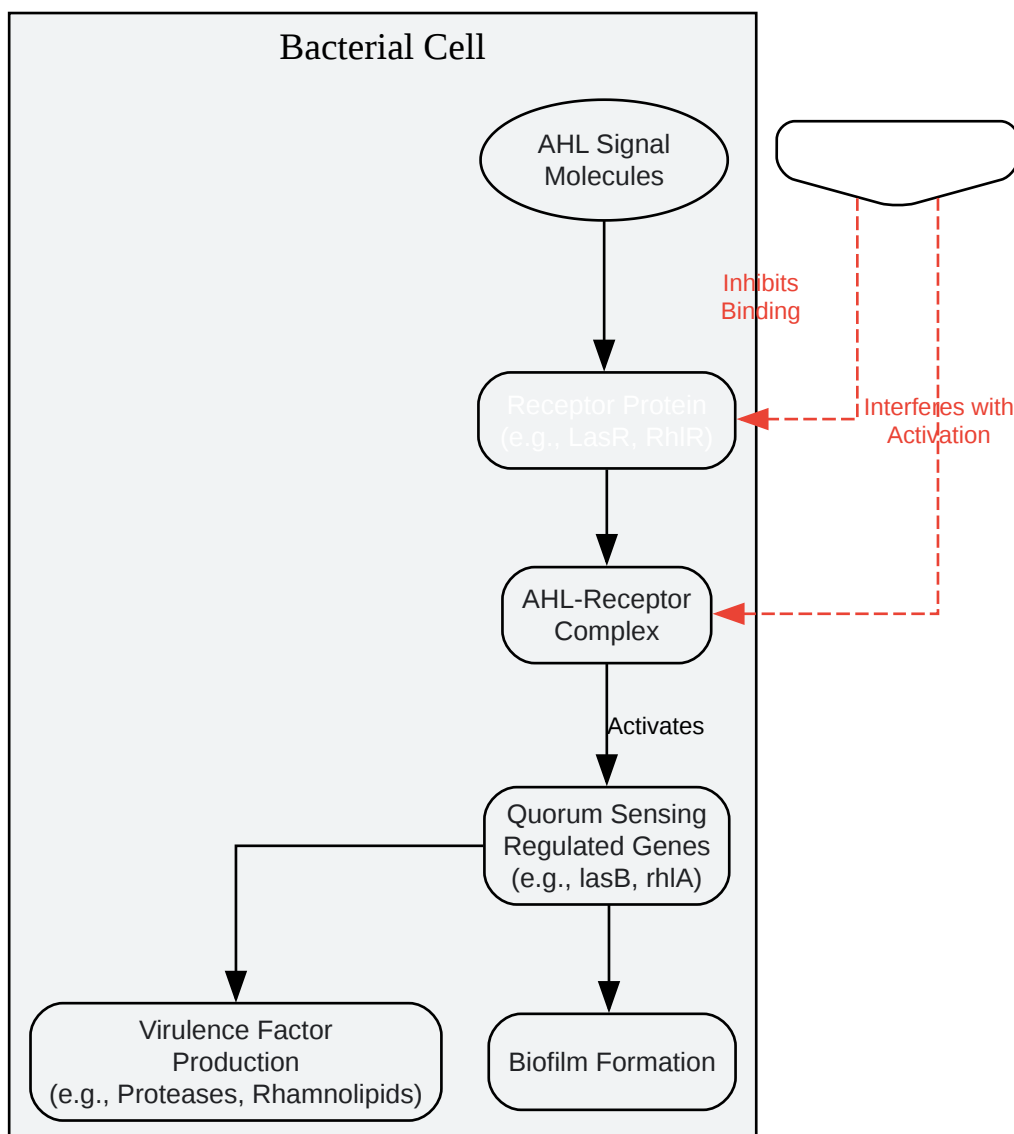 Bacterial Cell
AHL Signal
Molecules
Inhibits
Binding
Receptor Protein
(e.g., LasR, RhlR)
Interferes with
Activation
AHL-Receptor
Complex
Activates
Quorum Sensing
Regulated Genes
(e.g., lasB, rhlA)
Virulence Factor
Production
(e.g., Proteases, Rhamnolipids)
Biofilm Formation